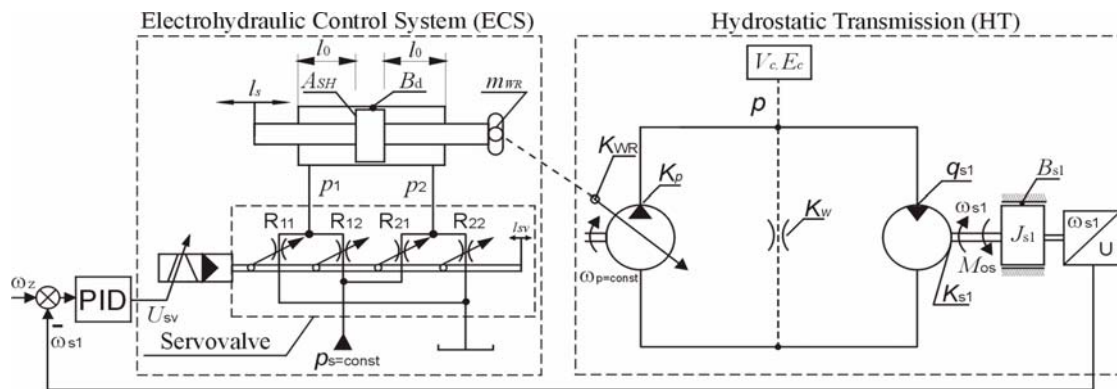 Electrohydraulic Control System (ECS)
Hydrostatic Transmission (HT)
l0 l0
ASH Bd mWR
ls
Vc, Ec
p
KWR
Kp
qs1
Bs1
p1 p2
R11 R12 R21 R22
lsv
Kw
ωs1
Js1
ωs1
U
Mos
Ks1
ωp=const
ωz
PID
Usv
-
ωs1
Servovalve
ps=const